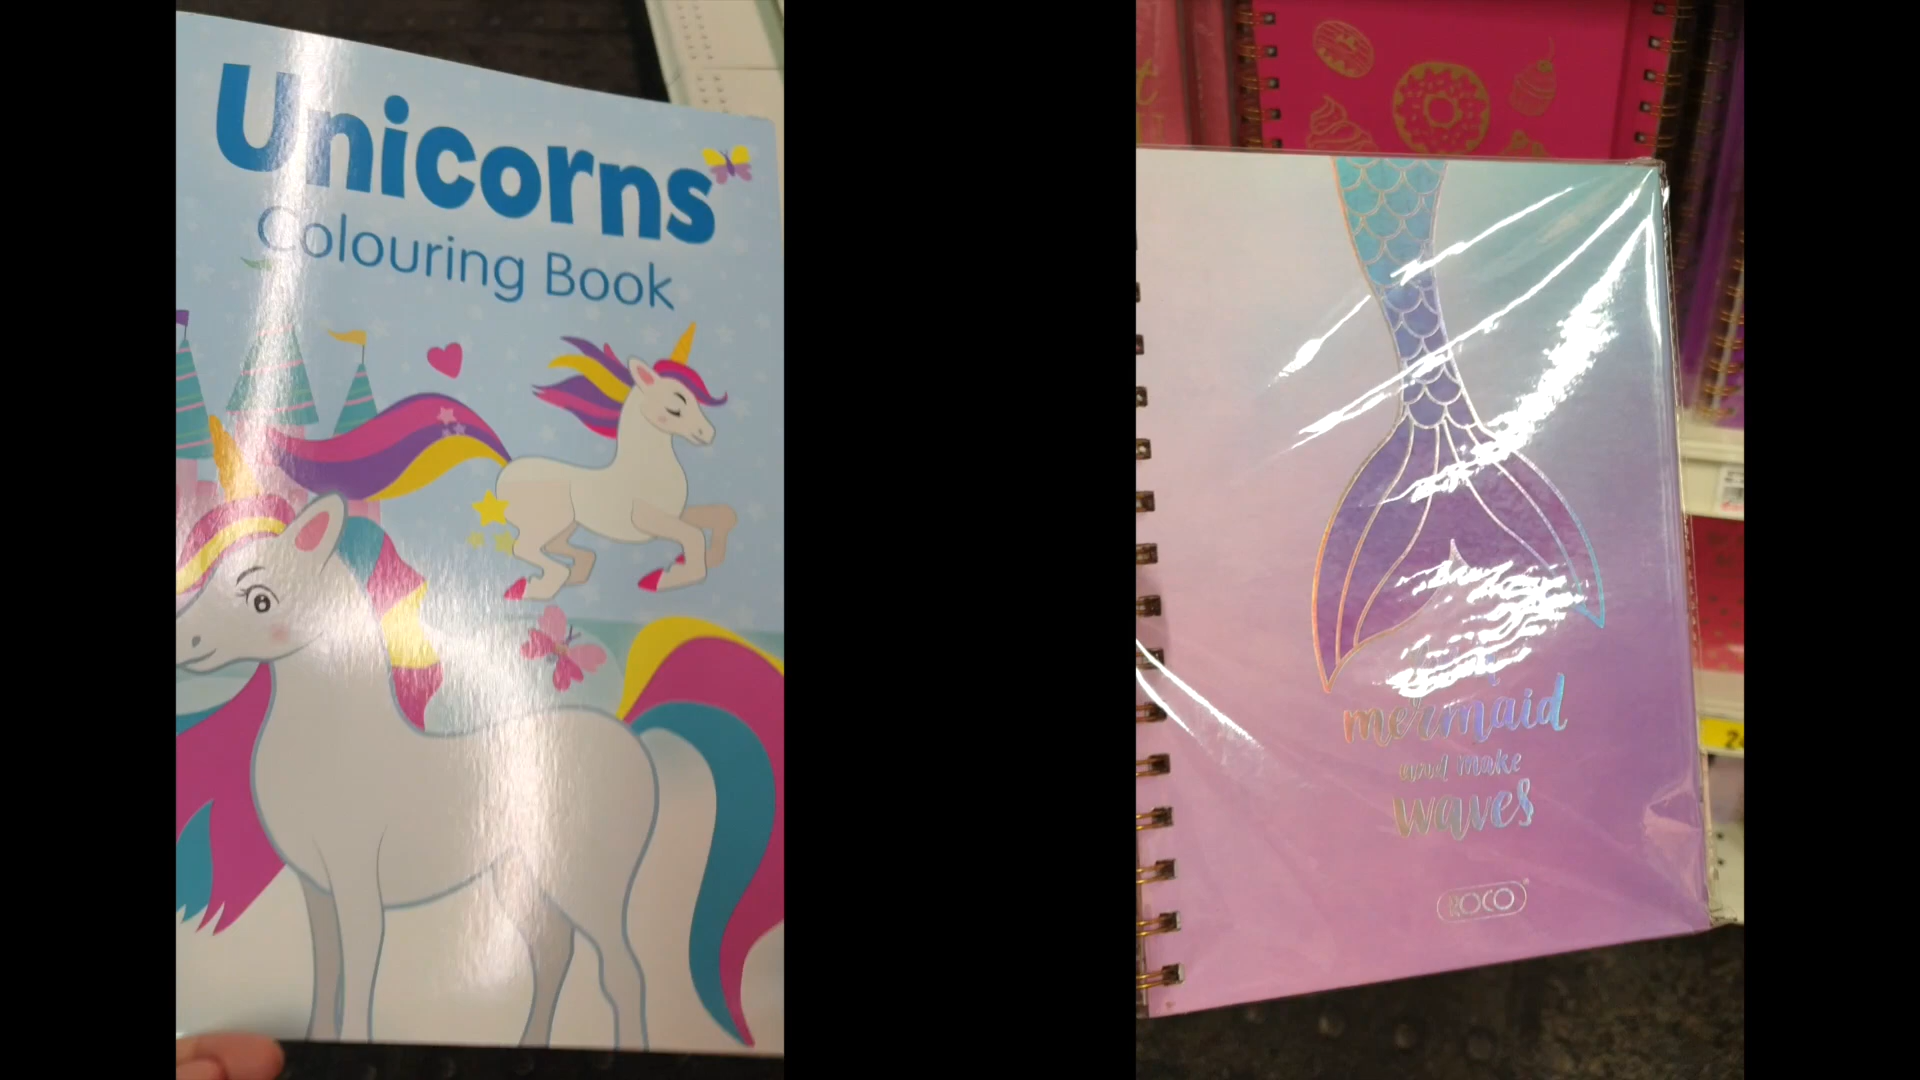 Unicorns
Colouring Book
mermaid
and make
waves
ROCO